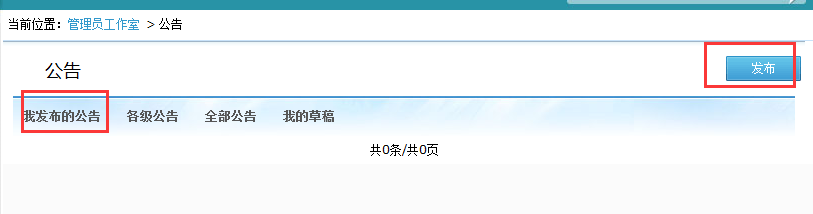 当前位置：管理员工作室 > 公告
公告
发布
我发布的公告 各级公告 全部公告 我的草稿
共0条/共0页